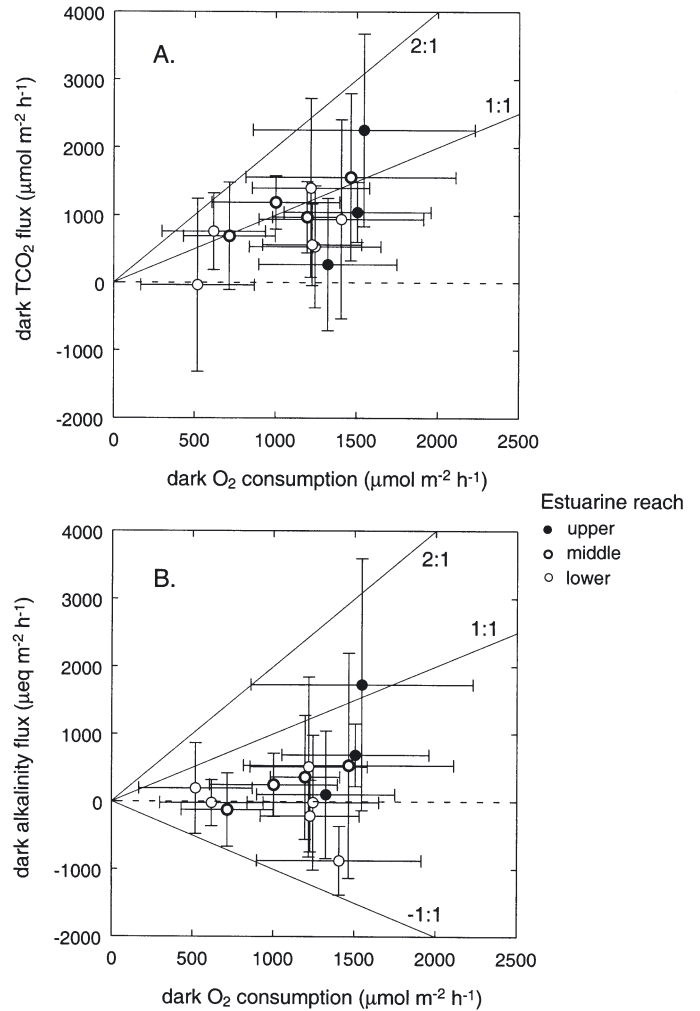 4000
3000
2000
1000
0
-1000
-2000
dark TCO2 flux (µmol m-2 h-1)
A.
2:1
1:1
0 500 1000 1500 2000 2500
dark O2 consumption (µmol m-2 h-1)
Estuarine reach
upper
middle
lower
4000
3000
2000
1000
0
-1000
-2000
dark alkalinity flux (µeq m-2 h-1)
B.
2:1
1:1
-1:1
0 500 1000 1500 2000 2500
dark O2 consumption (µmol m-2 h-1)